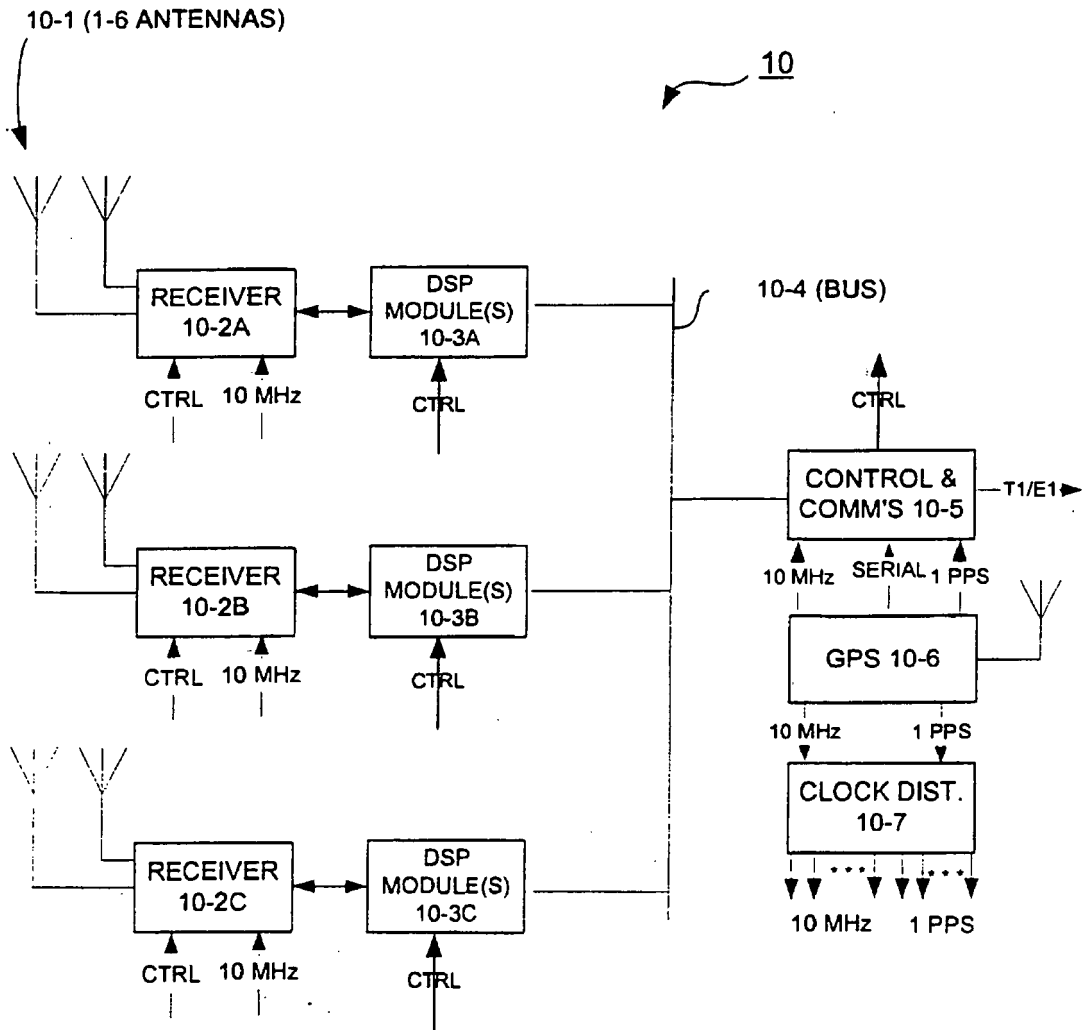 10-1 (1-6 ANTENNAS)
10
RECEIVER
10-2A
DSP
MODULE(S)
10-3A
10-4 (BUS)
CTRL
10 MHz
CTRL
CTRL
CONTROL &
COMM'S 10-5
T1/E1
10 MHz
SERIAL
1 PPS
RECEIVER
10-2B
DSP
MODULE(S)
10-3B
CTRL
10 MHz
CTRL
GPS 10-6
10 MHz
1 PPS
CLOCK DIST.
10-7
10 MHz
1 PPS
RECEIVER
10-2C
DSP
MODULE(S)
10-3C
CTRL
10 MHz
CTRL